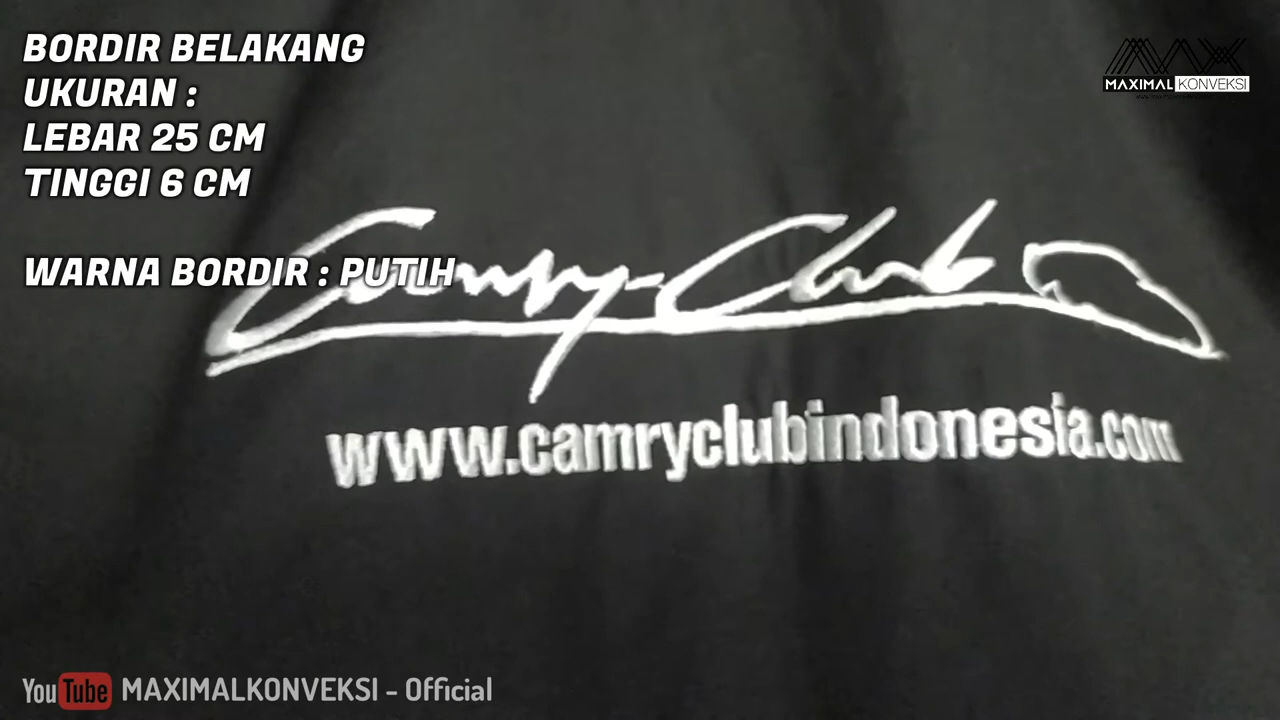 BORDIR BELAKANG
UKURAN :
LEBAR 25 CM
TINGGI 6 CM
WARNA BORDIR : PUTIH
MAX
MAXIMAL KONVEKSI
Camry-Club
www.camryclubindonesia.com
YouTube MAXIMALKONVEKSI - Official